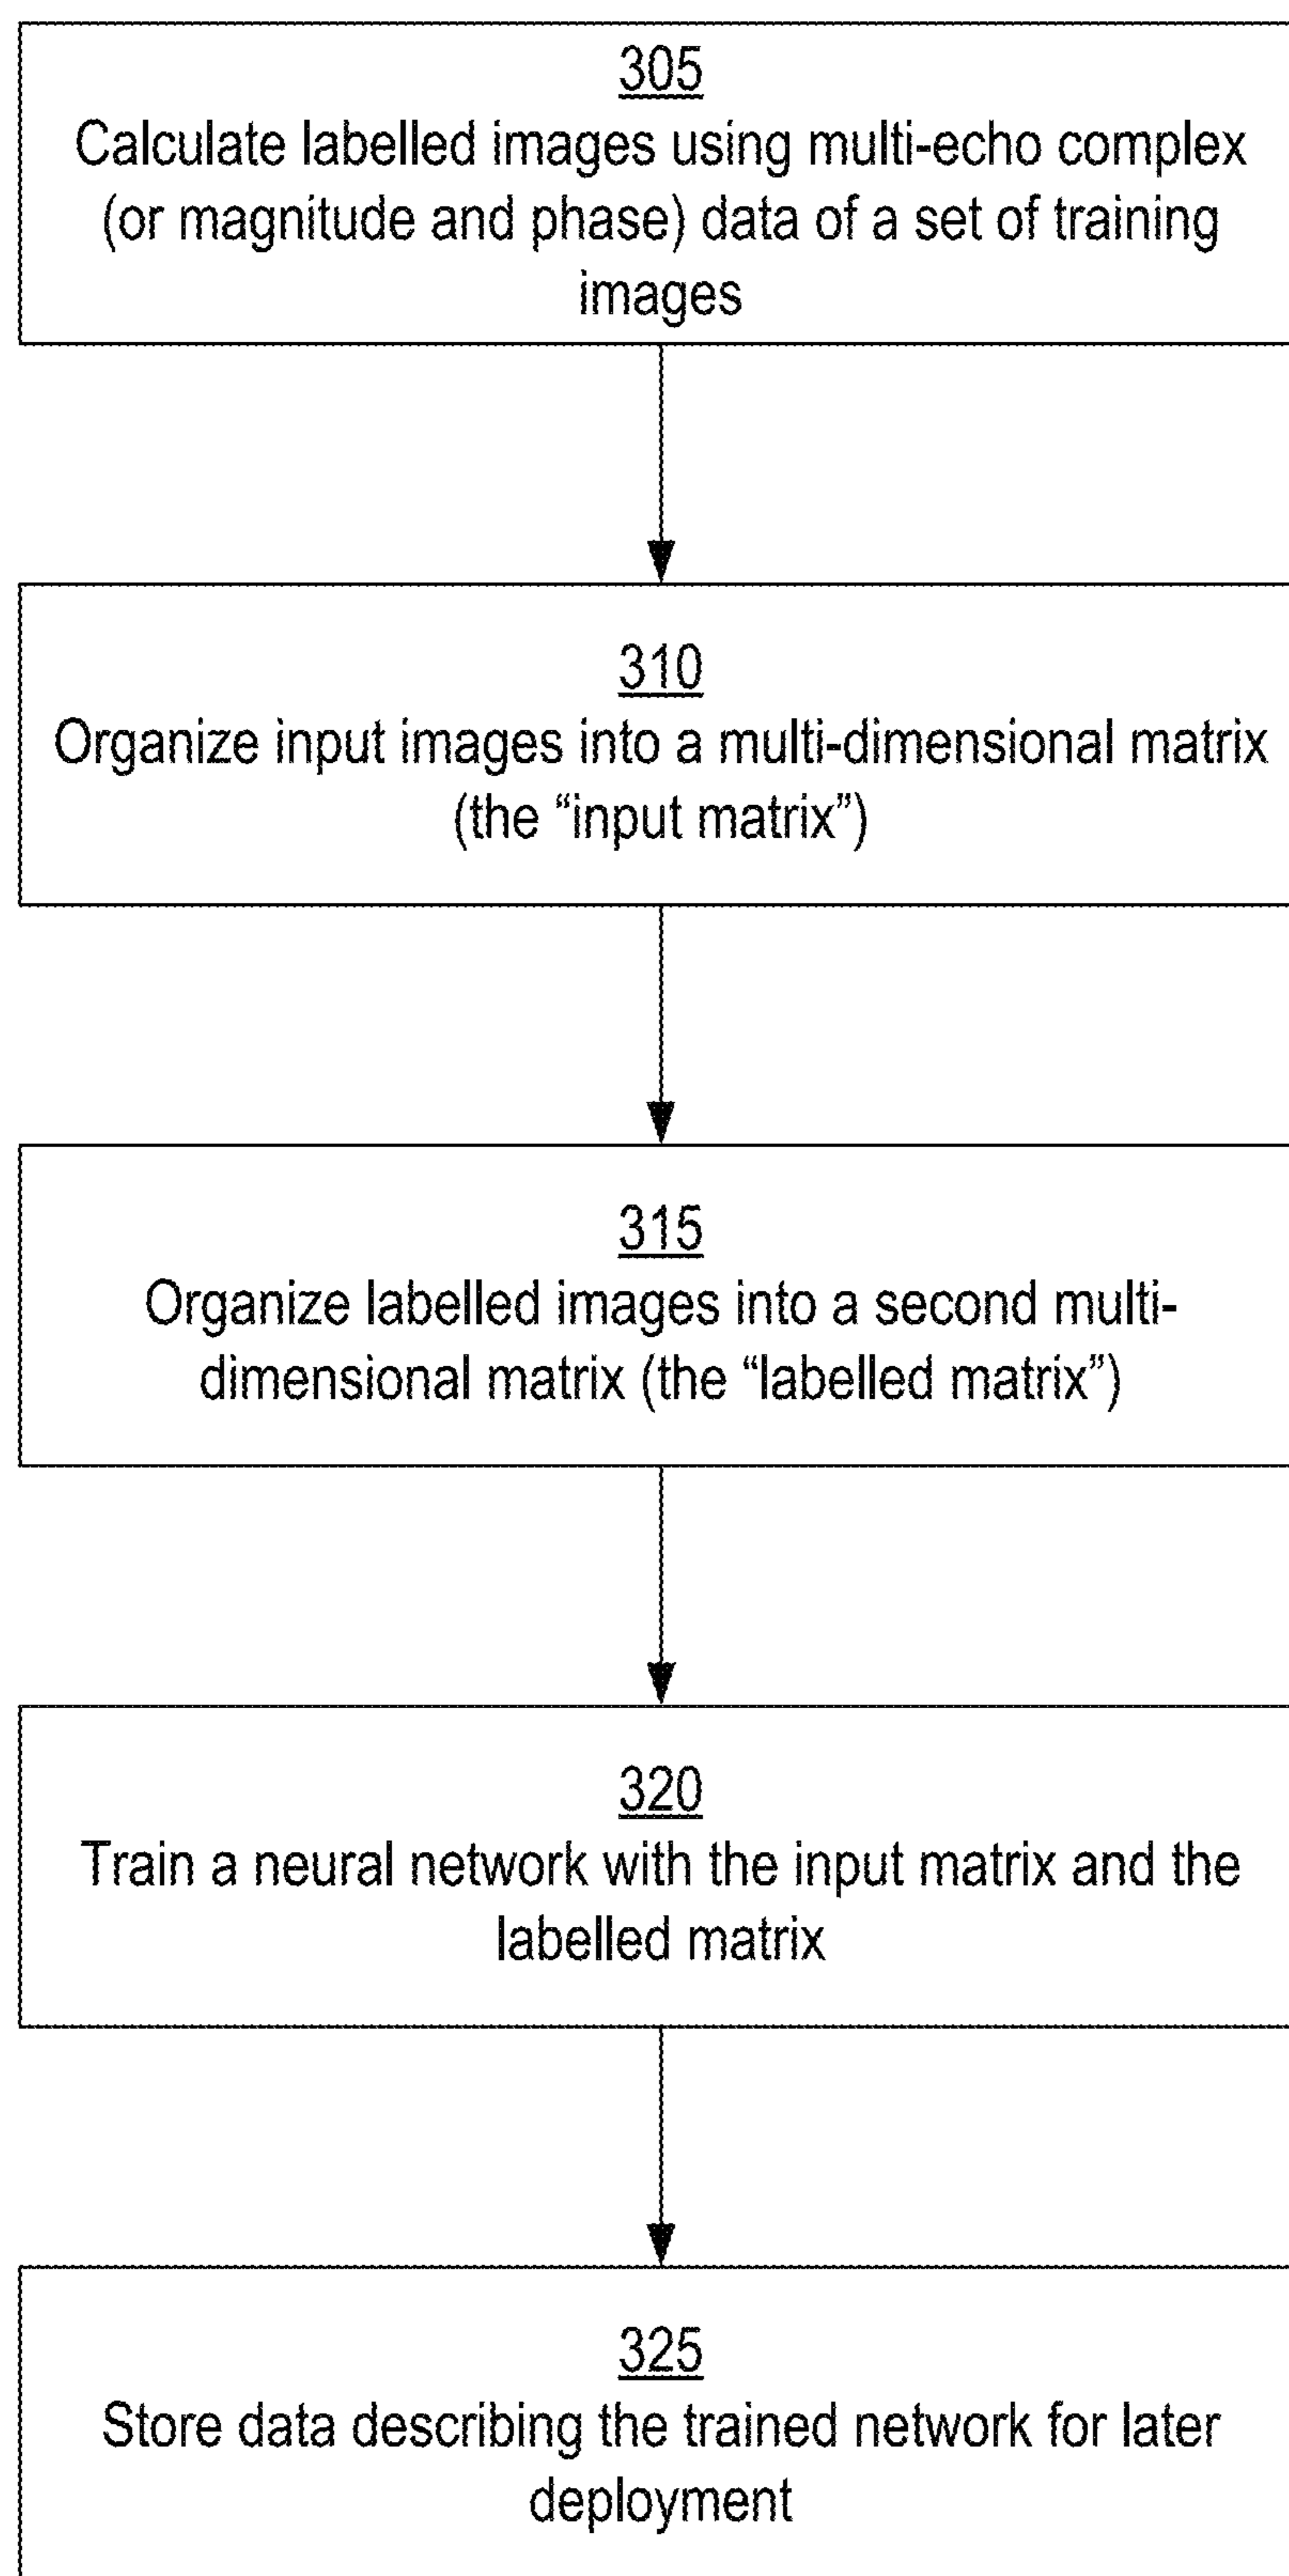 305
Calculate labelled images using multi-echo complex
(or magnitude and phase) data of a set of training
images
310
Organize input images into a multi-dimensional matrix
(the “input matrix”)
315
Organize labelled images into a second multi-
dimensional matrix (the “labelled matrix”)
320
Train a neural network with the input matrix and the
labelled matrix
325
Store data describing the trained network for later
deployment